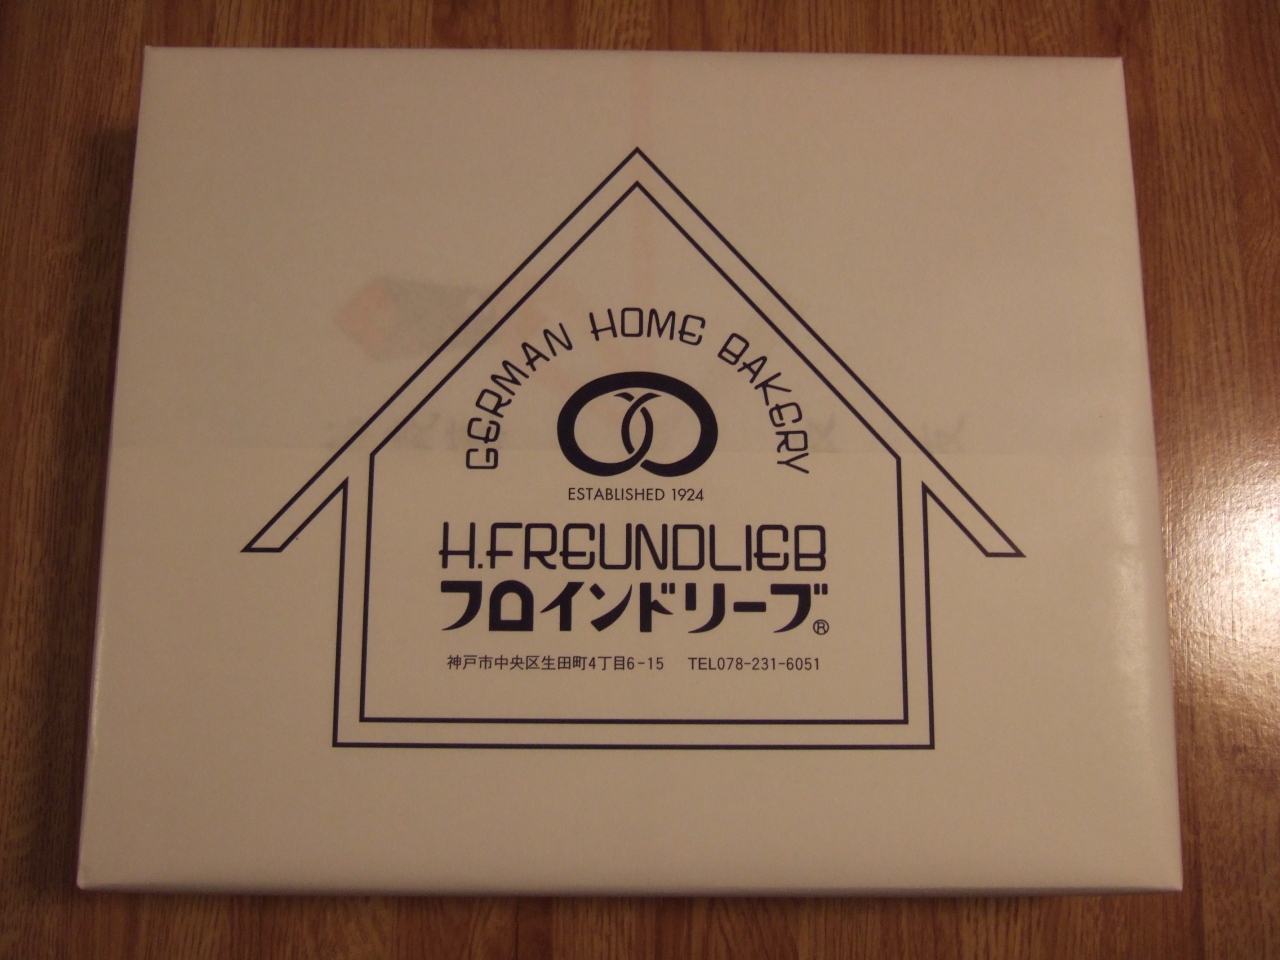 GERMAN HOME BAKERY
ESTABLISHED 1924
H.FREUNDLIEB
フロインドリーブ®
神戸市中央区生田町4丁目6-15 TEL078-231-6051